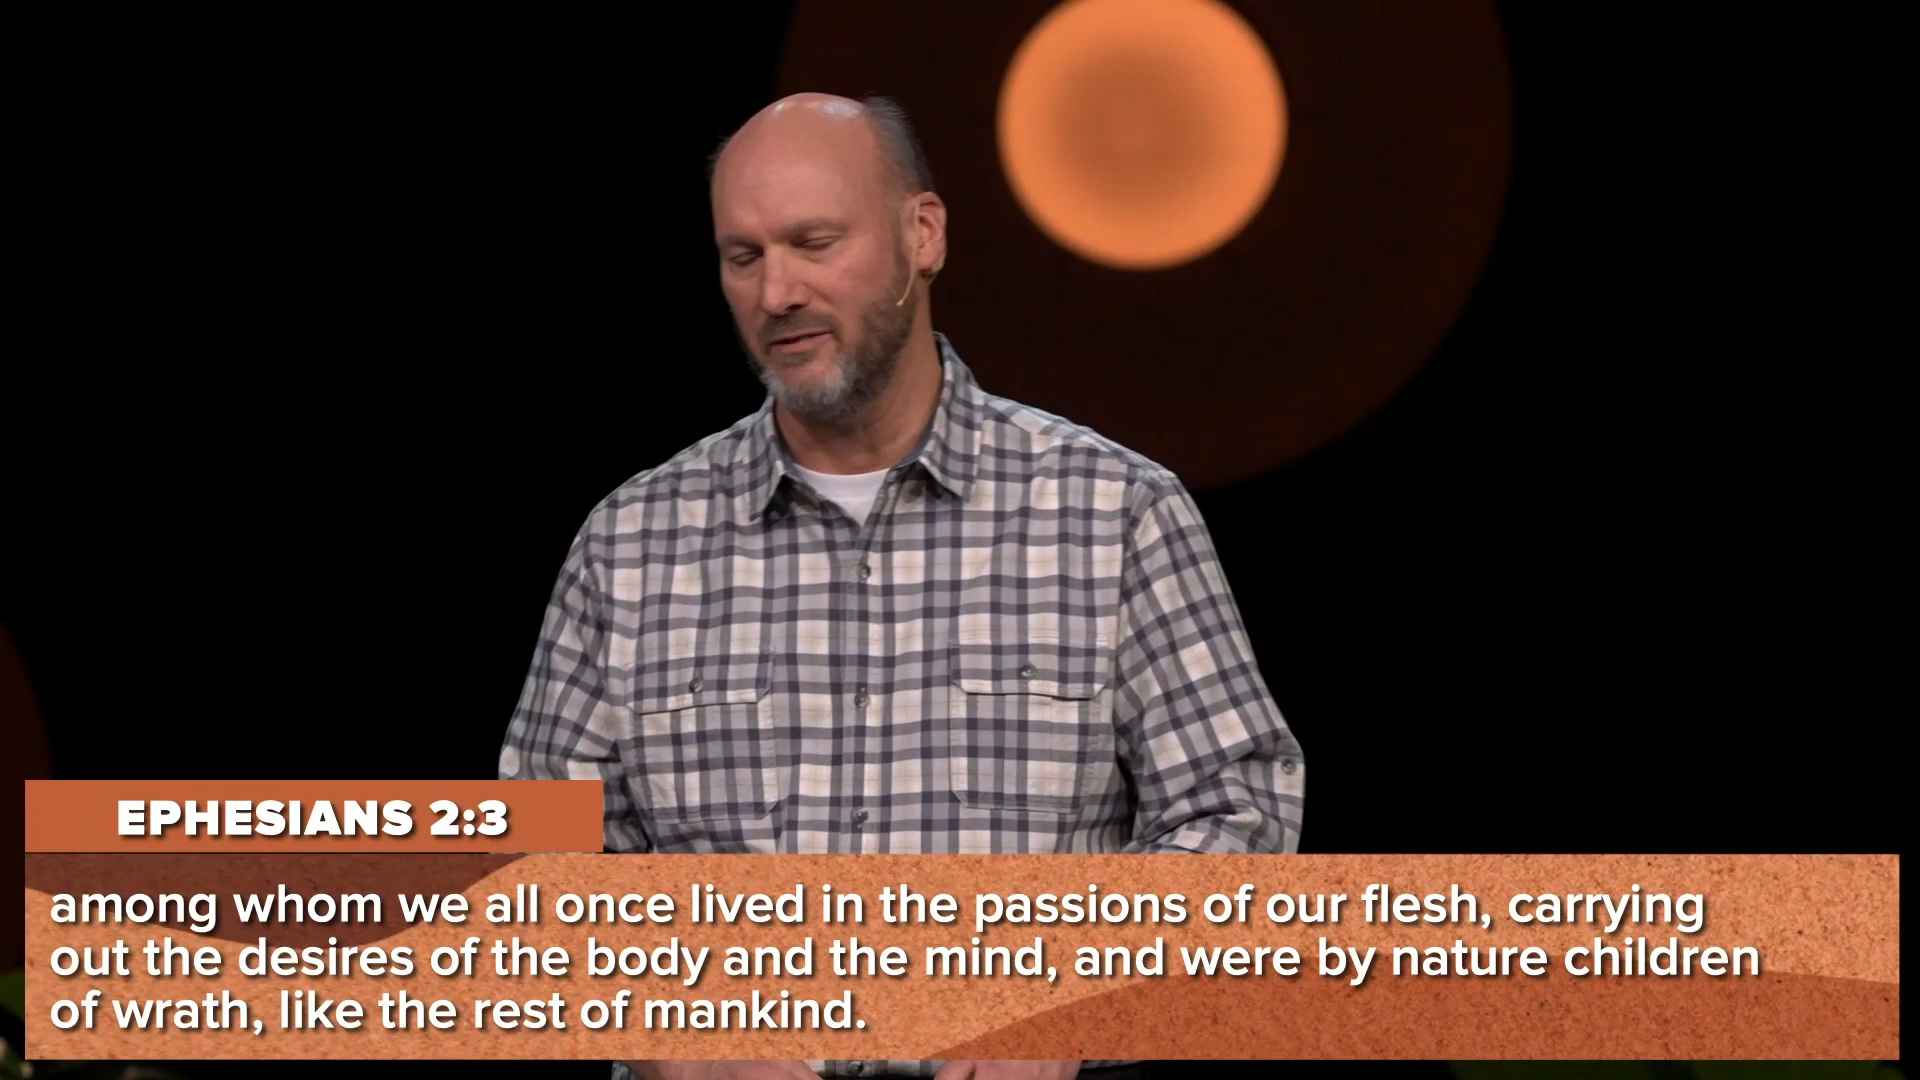 EPHESIANS 2:3
among whom we all once lived in the passions of our flesh, carrying
out the desires of the body and the mind, and were by nature children
of wrath, like the rest of mankind.